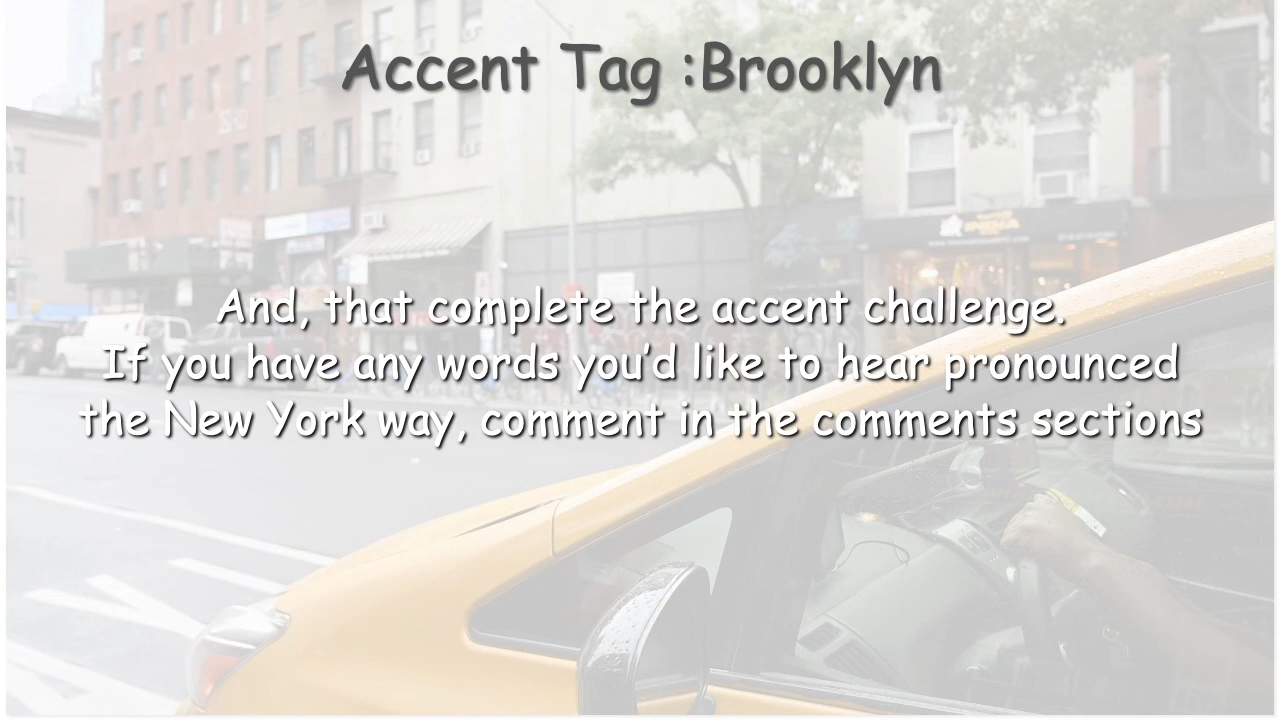 Accent Tag :Brooklyn
And, that complete the accent challenge.
If you have any words you’d like to hear pronounced
the New York way, comment in the comments sections